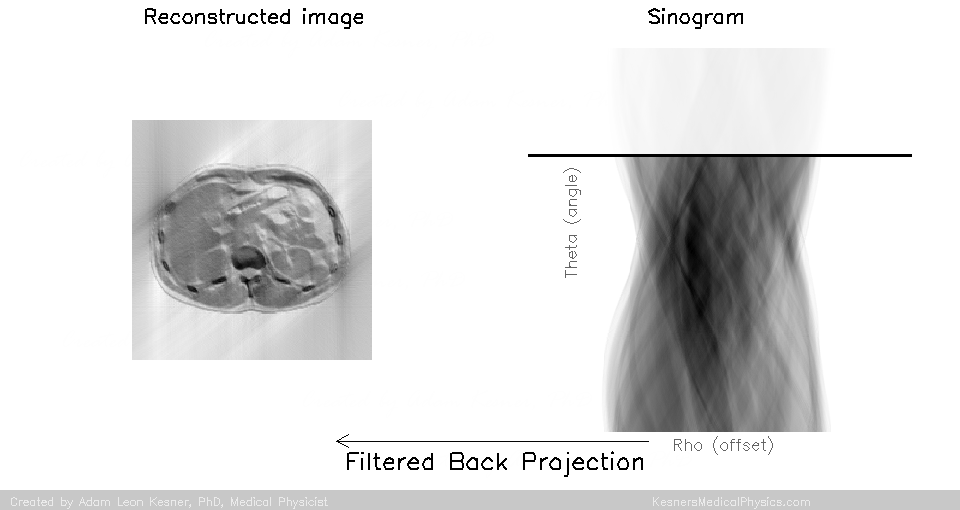 Reconstructed image
Sinogram
Theta (angle)
Rho (offset)
Filtered Back Projection
Created by Adam Leon Kesner, PhD, Medical Physicist
KesnersMedicalPhysics.com